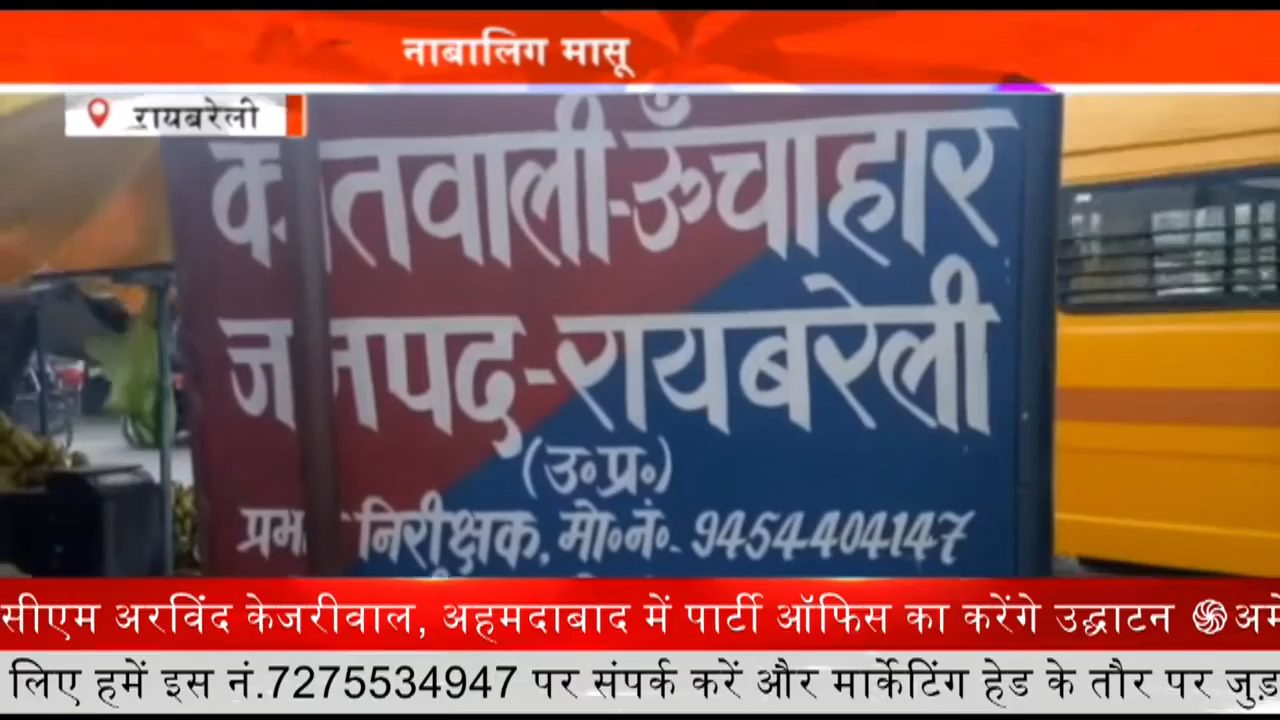 नाबालिग मासू
रायबरेली
कोतवाली-ऊँचाहार
जनपद-रायबरेली
(उ०प्र०)
निरीक्षक, मो०नं०- 9454404147
सीएम अरविंद केजरीवाल, अहमदाबाद में पार्टी ऑफिस का करेंगे उद्घाटन
लिए हमें इस नं.7275534947 पर संपर्क करें और मार्केटिंग हेड के तौर पर जुड़